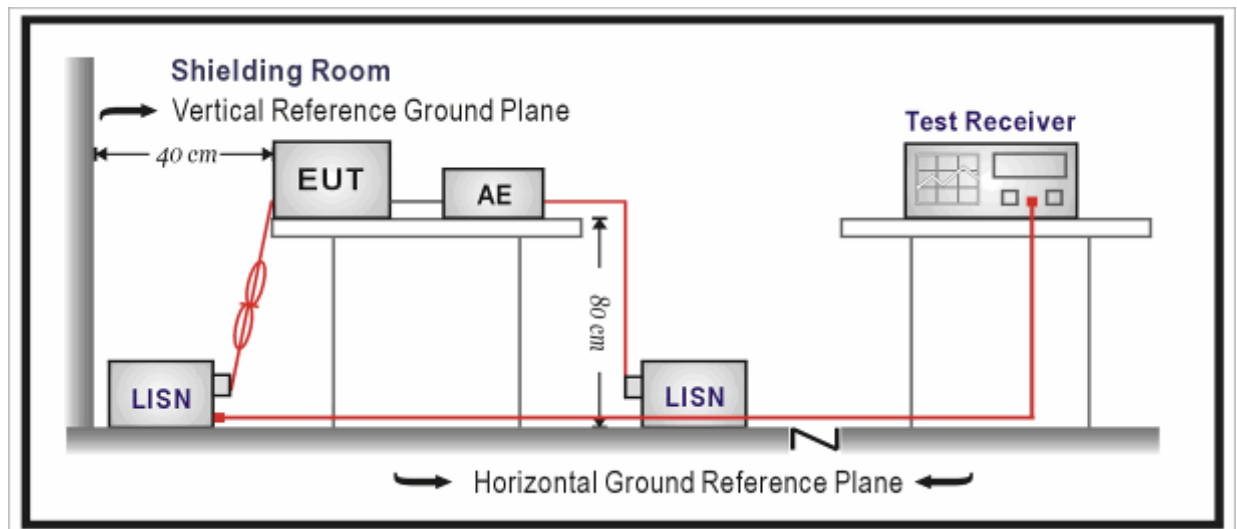 Shielding Room
Vertical Reference Ground Plane
40 cm
EUT
AE
Test Receiver
80 cm
LISN
LISN
Horizontal Ground Reference Plane